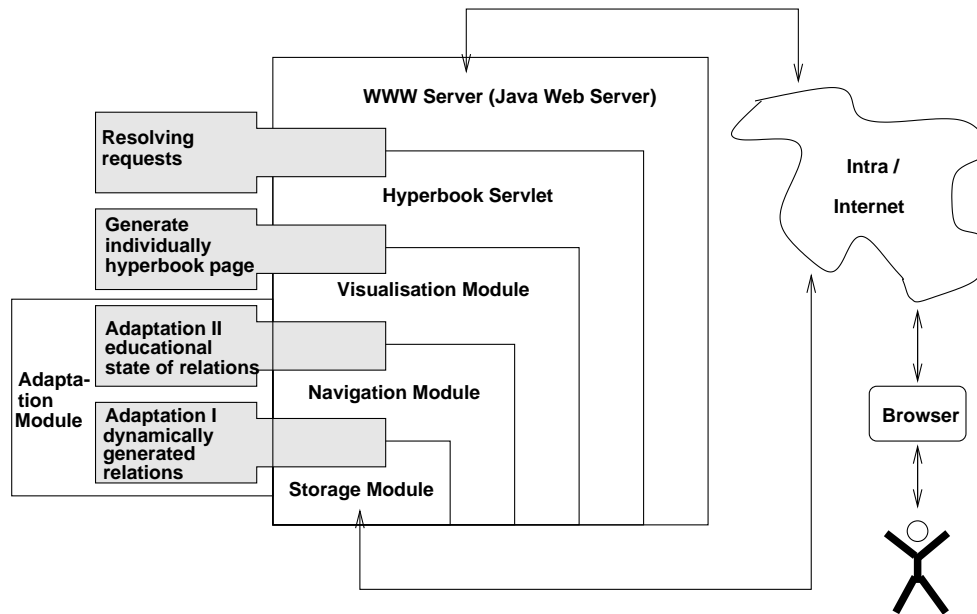 WWW Server (Java Web Server)
Resolving
requests
Hyperbook Servlet
Intra /
Internet
Generate
individually
hyperbook page
Visualisation Module
Adaptation II
educational
state of relations
Adapta-
tion
Module
Navigation Module
Adaptation I
dynamically
generated
relations
Storage Module
Browser